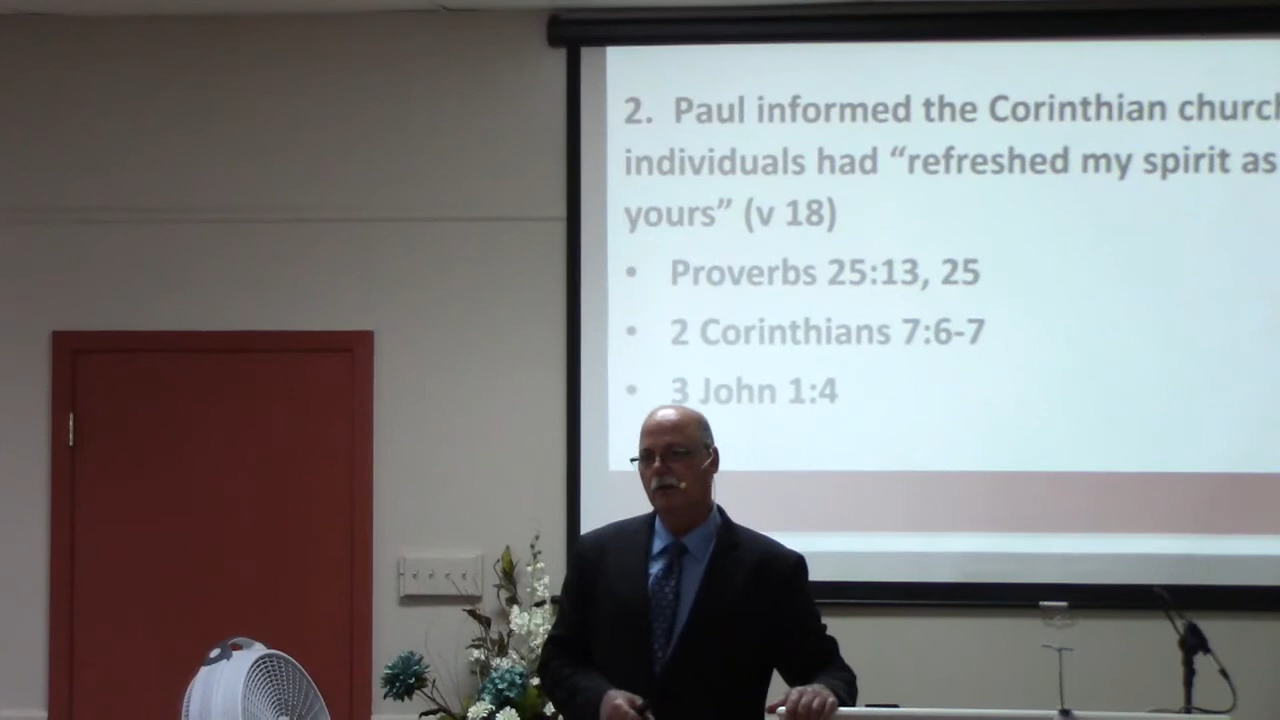 2. Paul informed the Corinthian church
individuals had “refreshed my spirit as
yours” (v 18)
• Proverbs 25:13, 25
• 2 Corinthians 7:6-7
• 3 John 1:4